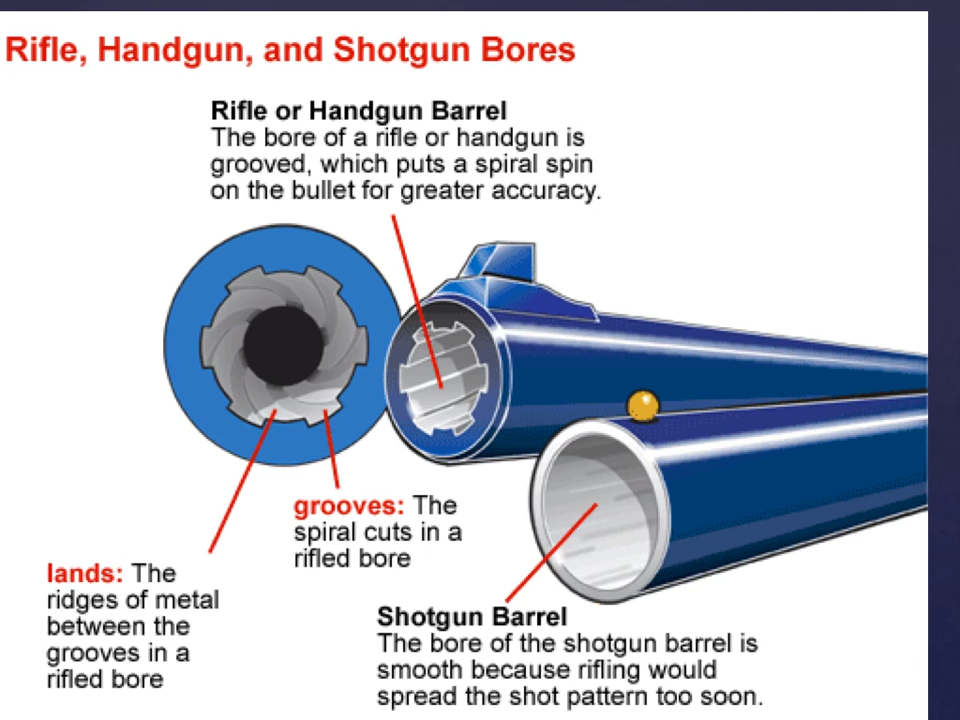 Rifle, Handgun, and Shotgun Bores
Rifle or Handgun Barrel
The bore of a rifle or handgun is
grooved, which puts a spiral spin
on the bullet for greater accuracy.
grooves: The
spiral cuts in a
rifled bore
lands: The
ridges of metal
between the
grooves in a
rifled bore
Shotgun Barrel
The bore of the shotgun barrel is
smooth because rifling would
spread the shot pattern too soon.